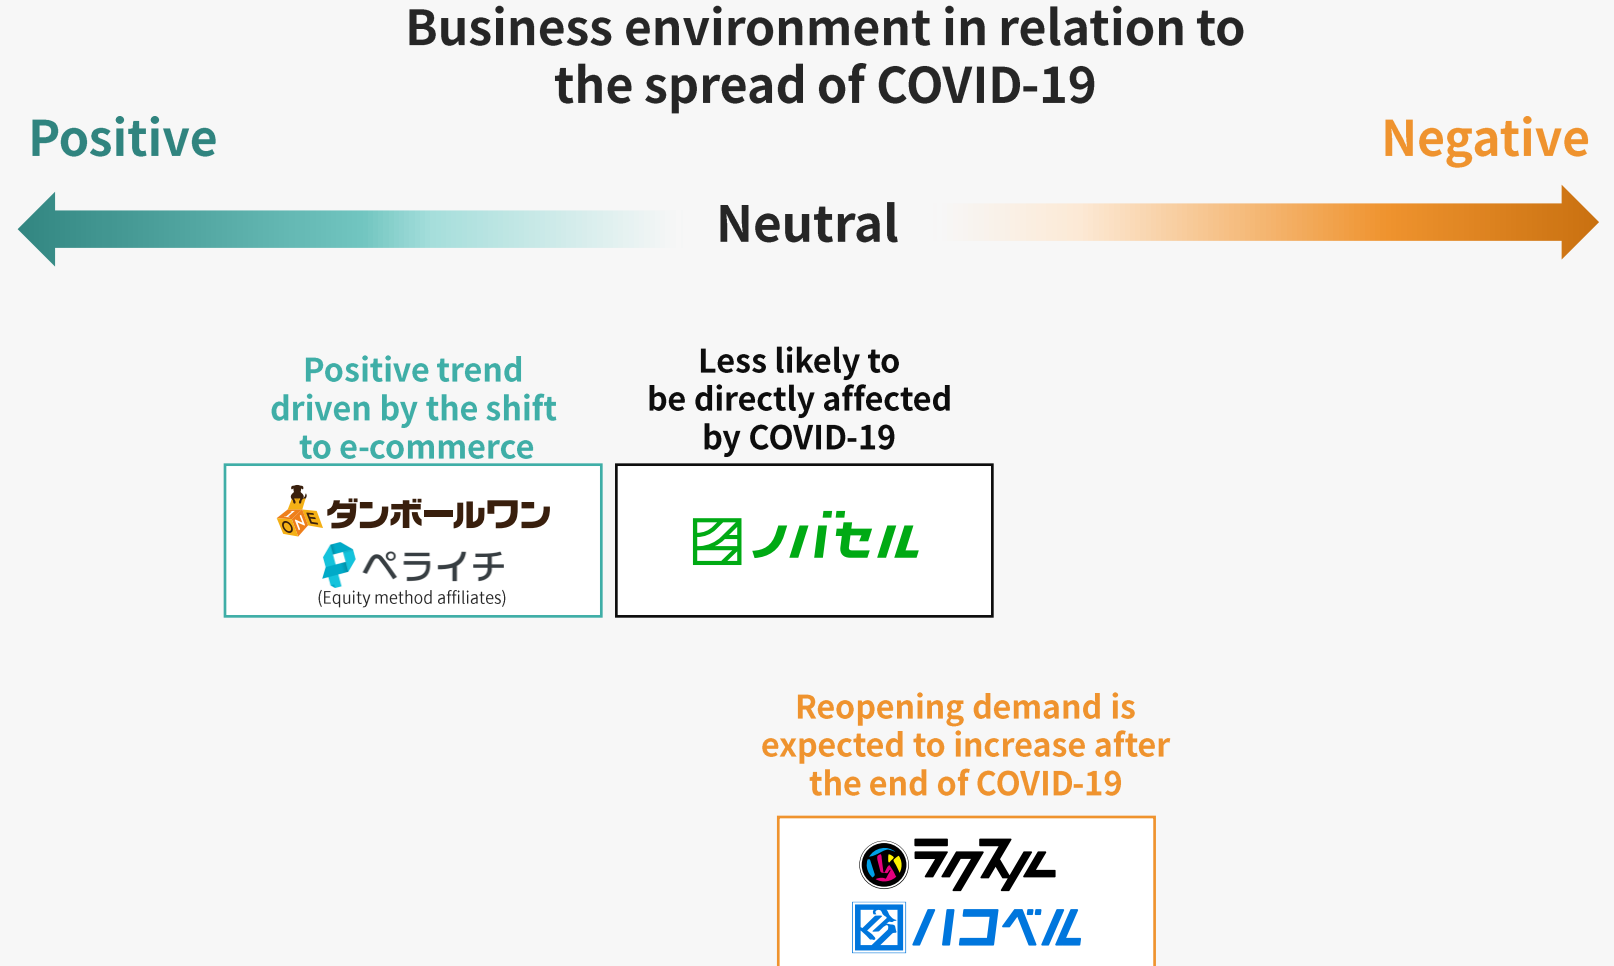 Business environment in relation to
the spread of COVID-19
Positive
Negative
Neutral
Positive trend
driven by the shift
to e-commerce
ONE
ダンボールワン
ペライチ
(Equity method affiliates)
Less likely to
be directly affected
by COVID-19
ノバセル
Reopening demand is
expected to increase after
the end of COVID-19
ラクスル
ハコベル